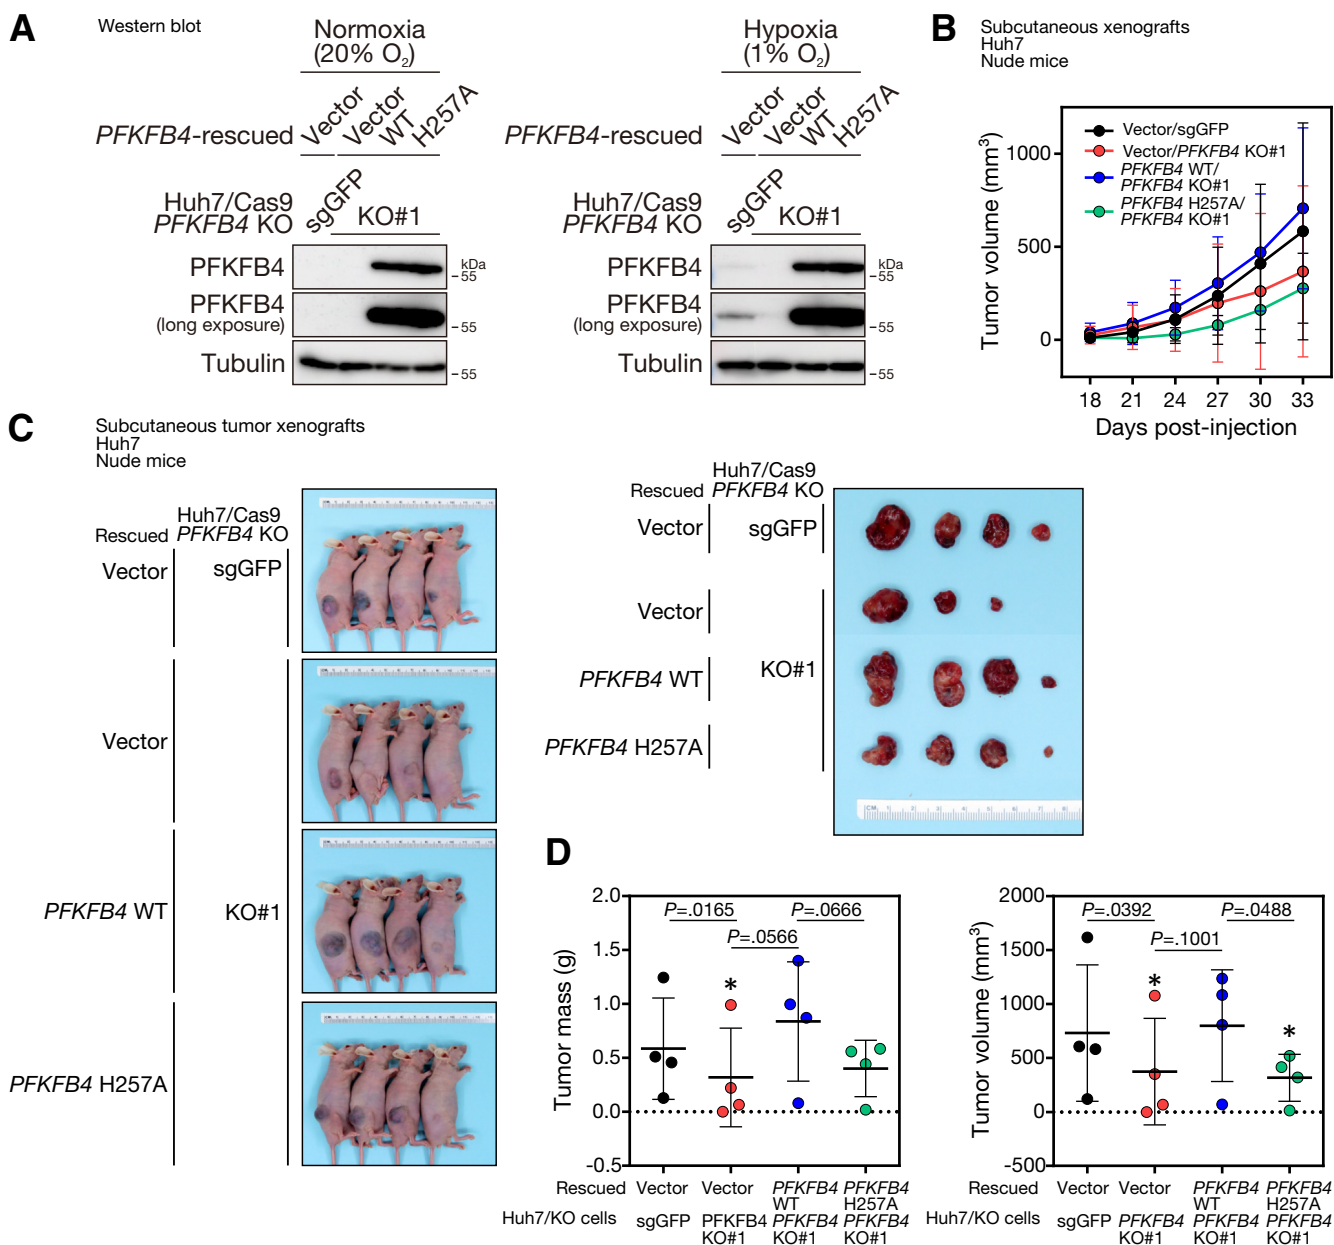 A
Western blot
Normoxia
(20% O2)
Vector
Vector
WT
H257A
PFKFB4-rescued
Huh7/Cas9
PFKFB4 KO
sgGFP
KO#1
PFKFB4
kDa
55
PFKFB4
(long exposure)
55
Tubulin
55
Hypoxia
(1% O2)
Vector
Vector
WT
H257A
PFKFB4-rescued
Huh7/Cas9
PFKFB4 KO
sgGFP
KO#1
PFKFB4
kDa
55
PFKFB4
(long exposure)
55
Tubulin
55
B
Subcutaneous xenografts
Huh7
Nude mice
Vector/sgGFP
Vector/PFKFB4 KO#1
PFKFB4 WT/
PFKFB4 KO#1
PFKFB4 H257A/
PFKFB4 KO#1
Tumor volume (mm3)
1000
500
0
18 21 24 27 30 33
Days post-injection
C
Subcutaneous tumor xenografts
Huh7
Nude mice
Huh7/Cas9
Rescued PFKFB4 KO
Vector sgGFP
Vector
PFKFB4 WT KO#1
PFKFB4 H257A
Huh7/Cas9
Rescued PFKFB4 KO
Vector sgGFP
Vector
PFKFB4 WT KO#1
PFKFB4 H257A
CM 1 2 3 4 5 6 7 8
D
Tumor mass (g)
2.0
1.5
1.0
0.5
0.0
-0.5
P=.0165
P=.0666
P=.0566
*
Rescued Vector Vector PFKFB4 PFKFB4
WT H257A
Huh7/KO cells sgGFP PFKFB4 PFKFB4 PFKFB4
KO#1 KO#1 KO#1
Tumor volume (mm3)
2000
1500
1000
500
0
-500
P=.0392
P=.0488
P=.1001
*
*
Rescued Vector Vector PFKFB4 PFKFB4
WT H257A
Huh7/KO cells sgGFP PFKFB4 PFKFB4 PFKFB4
KO#1 KO#1 KO#1